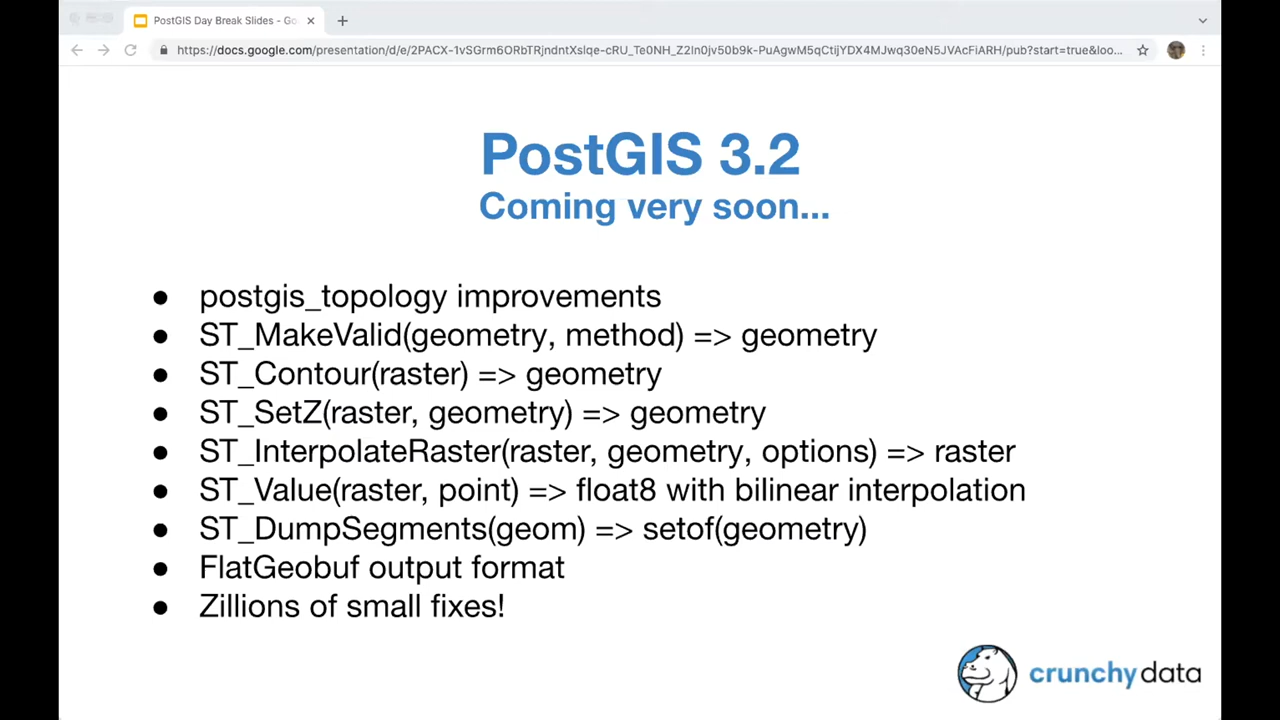 PostGIS Day Break Slides - Go
https://docs.google.com/presentation/d/e/2PACX-1vSGrm6ORbTRjndntXslqe-cRU_Te0NH_Z2In0jv50b9k-PuAgwM5qCtijYDX4MJwq30eN5JVAcFiARH/pub?start=true&loo...
PostGIS 3.2
Coming very soon...
● postgis_topology improvements
● ST_MakeValid(geometry, method) => geometry
● ST_Contour(raster) => geometry
● ST_SetZ(raster, geometry) => geometry
● ST_InterpolateRaster(raster, geometry, options) => raster
● ST_Value(raster, point) => float8 with bilinear interpolation
● ST_DumpSegments(geom) => setof(geometry)
● FlatGeobuf output format
● Zillions of small fixes!
crunchydata